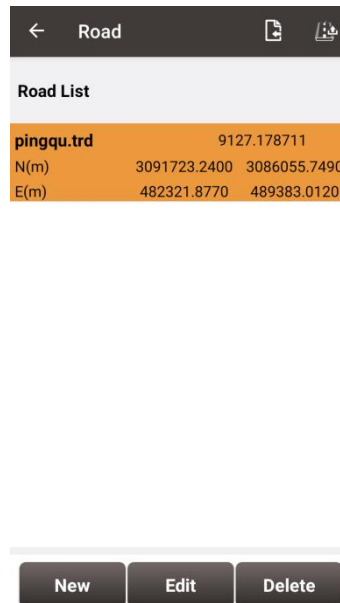 Road
Road List
pingqu.trd 9127.178711
N(m) 3091723.2400 3086055.7490
E(m) 482321.8770 489383.0120
New Edit Delete